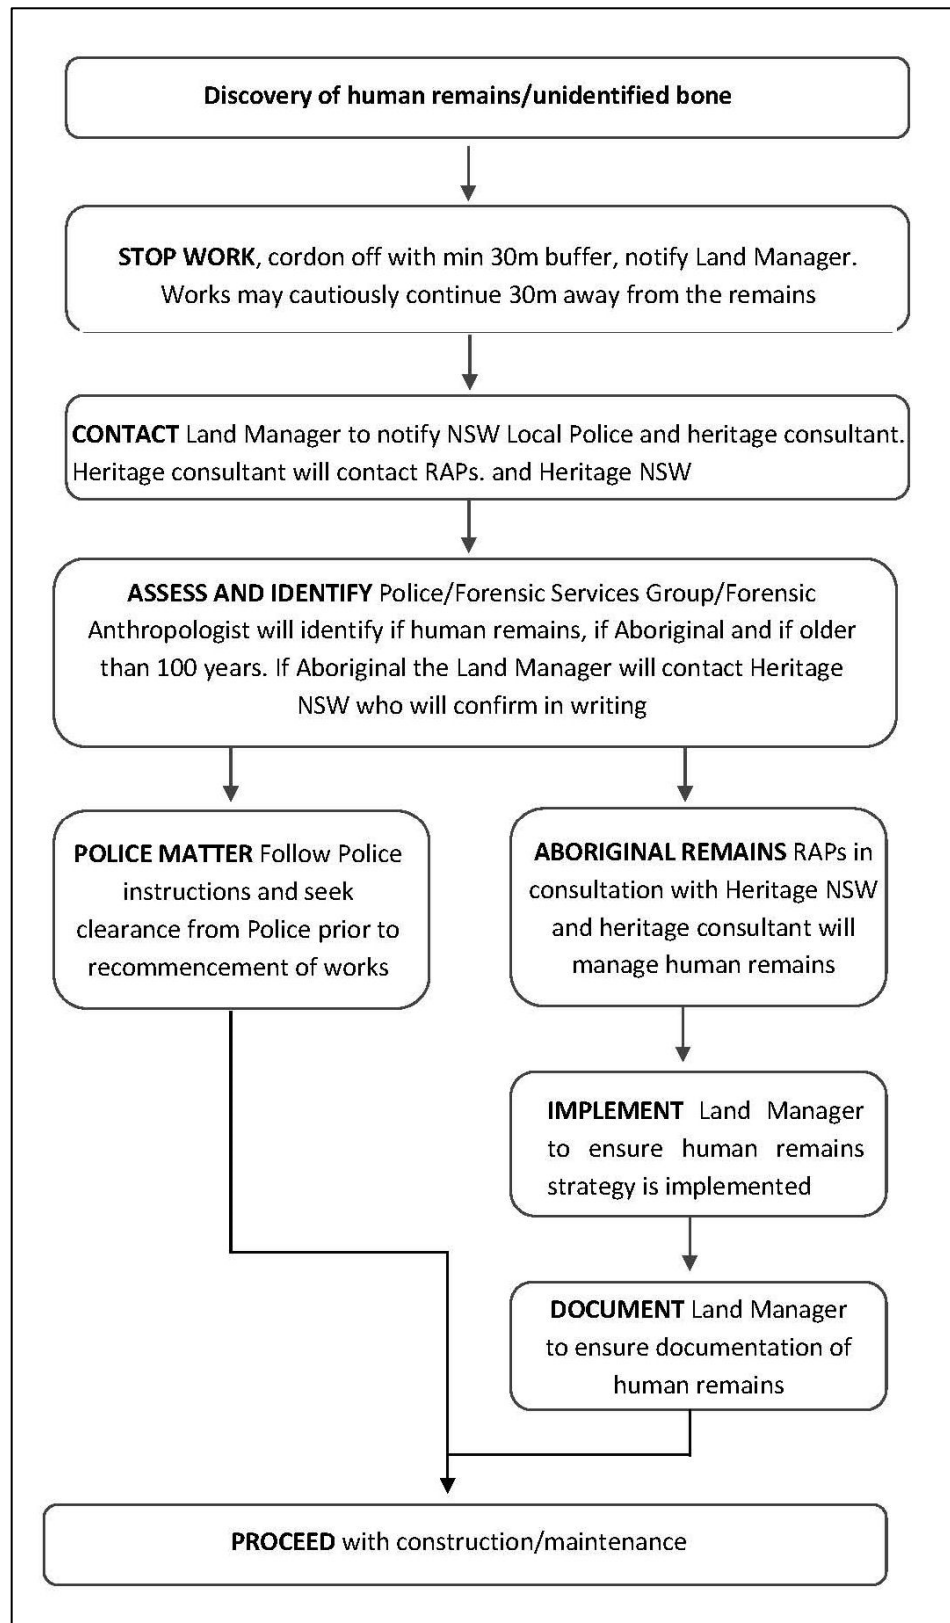 Discovery of human remains/unidentified bone
STOP WORK, cordon off with min 30m buffer, notify Land Manager.
Works may cautiously continue 30m away from the remains
CONTACT Land Manager to notify NSW Local Police and heritage consultant.
Heritage consultant will contact RAPs. and Heritage NSW
ASSESS AND IDENTIFY Police/Forensic Services Group/Forensic
Anthropologist will identify if human remains, if Aboriginal and if older
than 100 years. If Aboriginal the Land Manager will contact Heritage
NSW who will confirm in writing
POLICE MATTER Follow Police
instructions and seek
clearance from Police prior to
recommencement of works
ABORIGINAL REMAINS RAPs in
consultation with Heritage NSW
and heritage consultant will
manage human remains
IMPLEMENT Land Manager
to ensure human remains
strategy is implemented
DOCUMENT Land Manager
to ensure documentation of
human remains
PROCEED with construction/maintenance